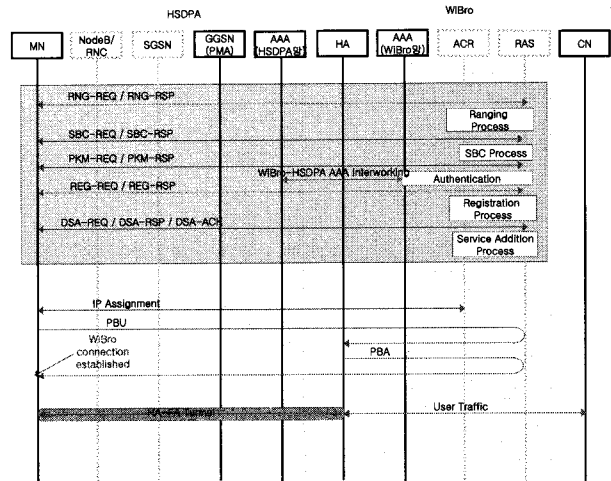 HSDPA
WiBro
MN
NodeB/
RNC
SGSN
GGSN
(PMA)
AAA
(HSDPA망)
HA
AAA
(WiBro망)
ACR
RAS
CN
RNG-REQ / RNG-RSP
Ranging
Process
SBC-REQ / SBC-RSP
SBC Process
PKM-REQ / PKM-RSP
WiBro-HSDPA AAA Interworking
Authentication
REG-REQ / REG-RSP
Registration
Process
DSA-REQ / DSA-RSP / DSA-ACK
Service Addition
Process
IP Assignment
PBU
WiBro
connection
established
PBA
Tunnel
User Traffic